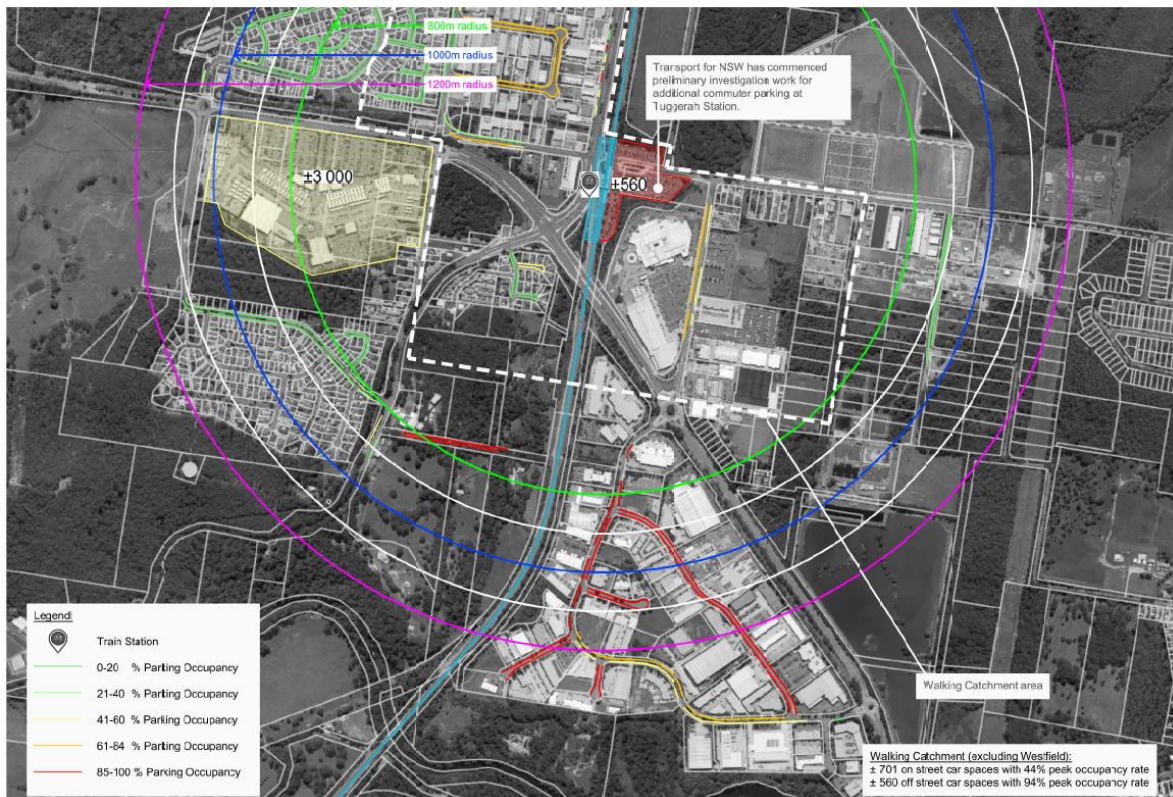 800m radius
1000m radius
1200m radius
Transport for NSW has commenced
preliminary investigation work for
additional commuter parking at
Tuggerah Station.
±3 000
±560
Legend
Train Station
0-20 % Parking Occupancy
21-40 % Parking Occupancy
41-60 % Parking Occupancy
61-84 % Parking Occupancy
85-100 % Parking Occupancy
Walking Catchment area
Walking Catchment (excluding Westfield):
± 701 on street car spaces with 44% peak occupancy rate
± 560 off street car spaces with 94% peak occupancy rate